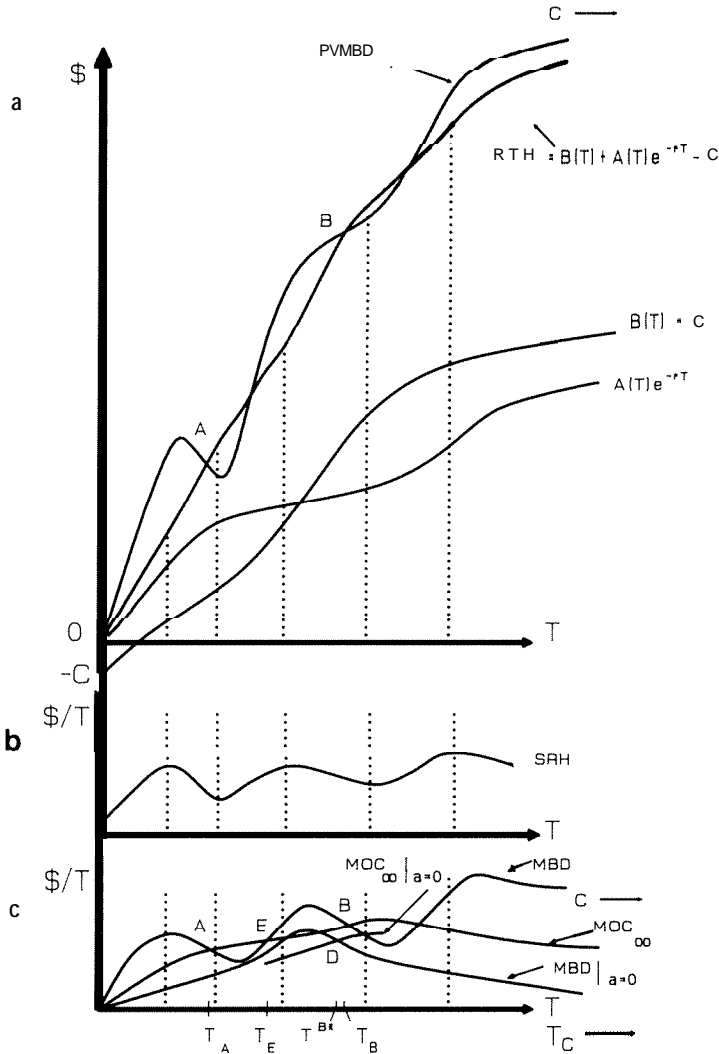 C
$
PVMBD
a
RTH = B(T) + A(T)e⁻ʳᵀ - C
B
B(T) - C
A(T)e⁻ʳᵀ
A
0
T
-C
$/T
b
SRH
T
$/T
MOC∞|a=0
MBD
c
A E B
C
MOC∞
D
MBD|a=0
T
T_A T_E T^B* T_B T_C